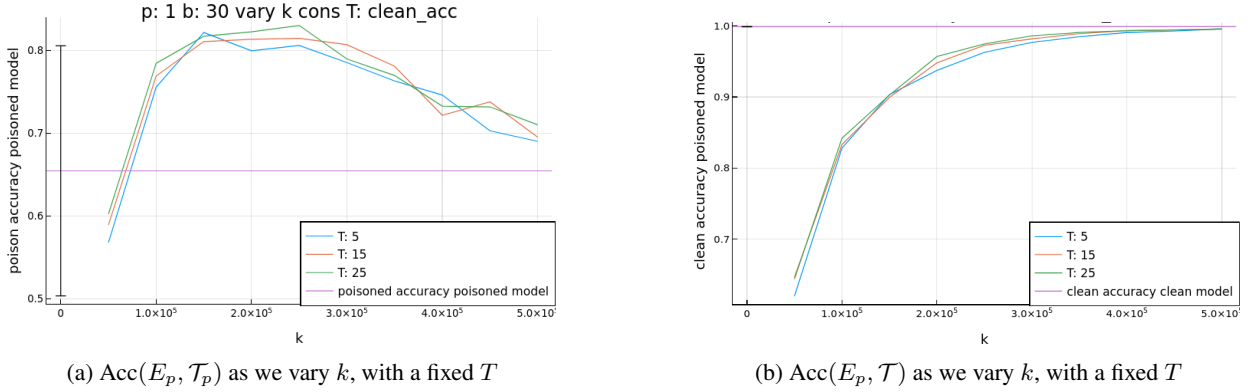 p: 1 b: 30 vary k cons T: clean_acc
poison accuracy poisoned model
0.8
0.7
0.6
0.5
0
1.0×10⁵
2.0×10⁵
3.0×10⁵
4.0×10⁵
5.0×10⁵
k
T: 5
T: 15
T: 25
poisoned accuracy poisoned model
(a) Acc(Eₚ, 𝒯ₚ) as we vary k, with a fixed T
clean accuracy poisoned model
1.0
0.9
0.8
0.7
0
1.0×10⁵
2.0×10⁵
3.0×10⁵
4.0×10⁵
5.0×10⁵
k
T: 5
T: 15
T: 25
clean accuracy clean model
(b) Acc(Eₚ, 𝒯) as we vary k, with a fixed T